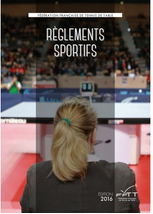 FÉDÉRATION FRANÇAISE DE TENNIS DE TABLE
RÈGLEMENTS
SPORTIFS
ÉDITION
2016
FFTT